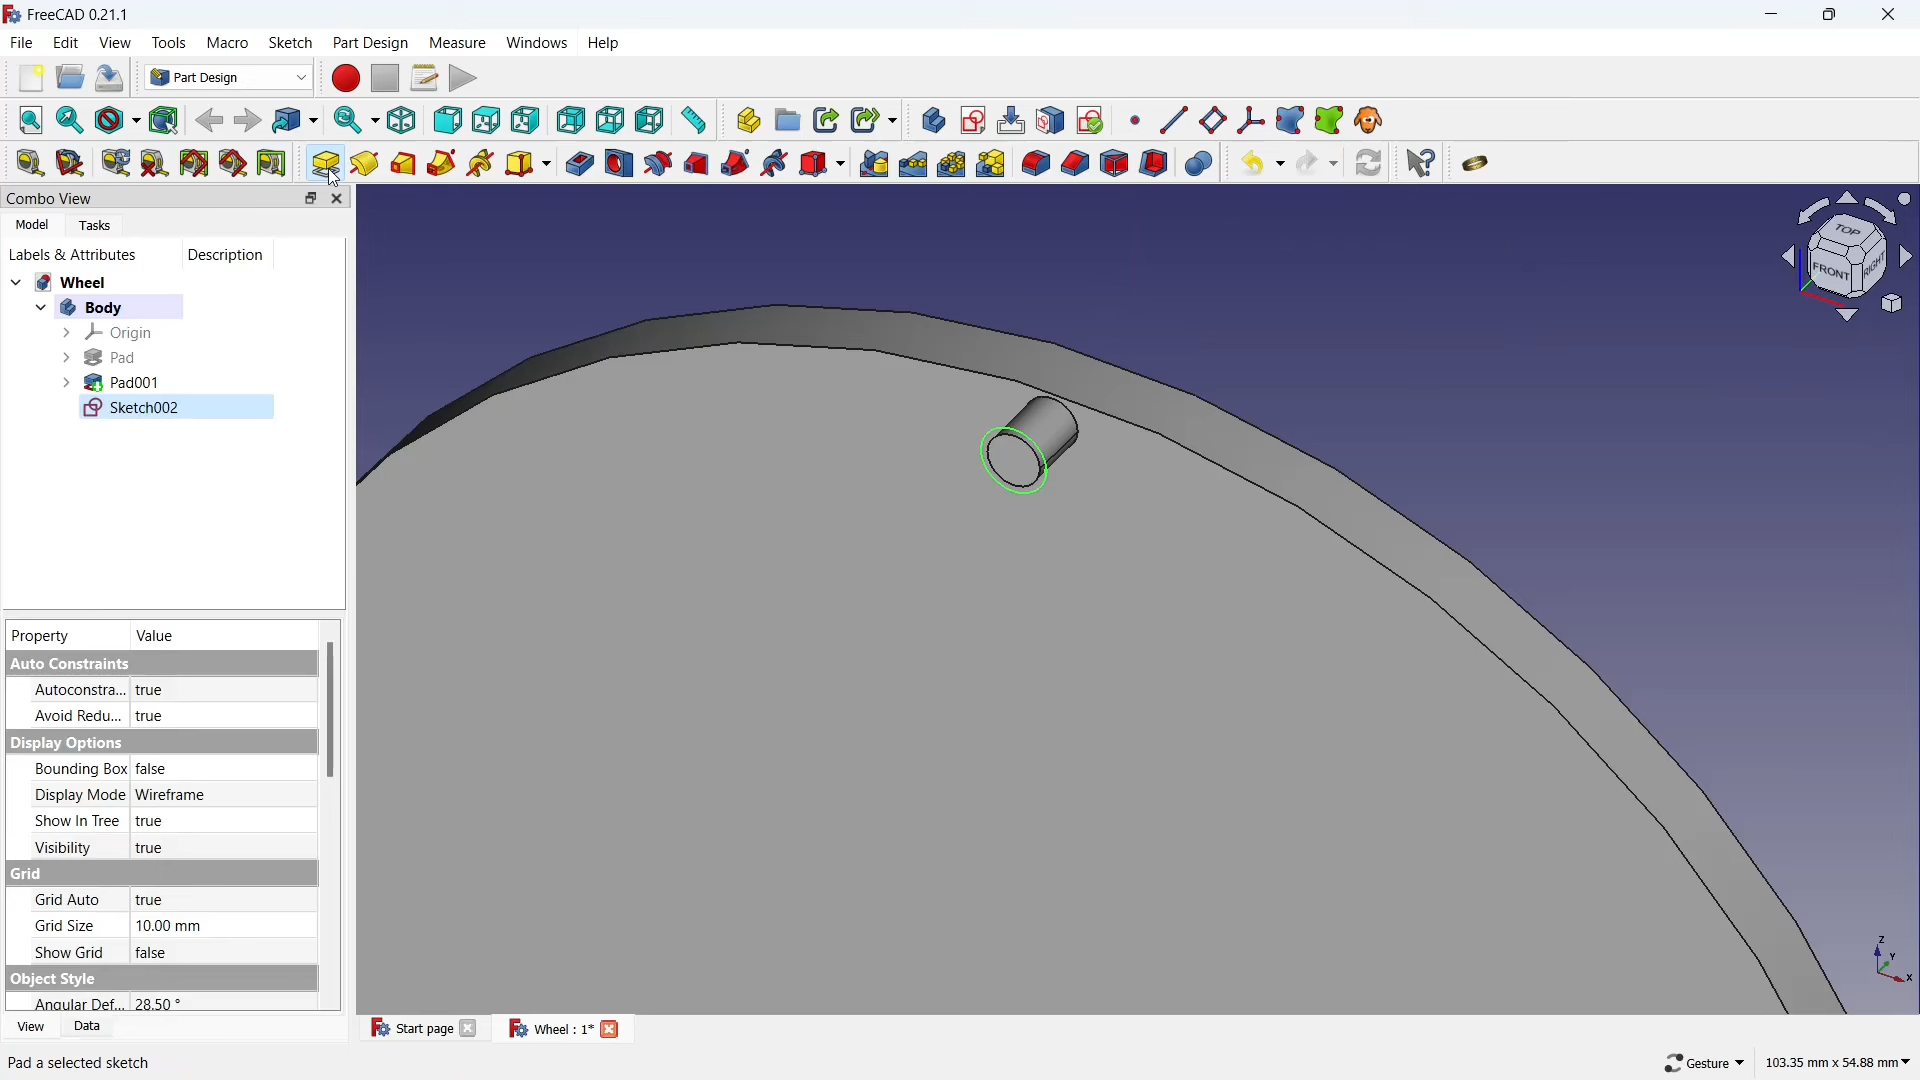 FreeCAD 0.21.1
File Edit View Tools Macro Sketch Part Design Measure Windows Help
Part Design
Combo View
Model Tasks
Labels & Attributes Description
Wheel
Body
Origin
Pad
Pad001
Sketch002
TOP
FRONT RIGHT
Property Value
Auto Constraints
Autoconstra... true
Avoid Redu... true
Display Options
Bounding Box false
Display Mode Wireframe
Show In Tree true
Visibility true
Grid
Grid Auto true
Grid Size 10.00 mm
Show Grid false
Object Style
Angular Def... 28.50 °
Z
Y
X
View Data
Start page Wheel : 1*
Pad a selected sketch
Gesture 103.35 mm x 54.88 mm